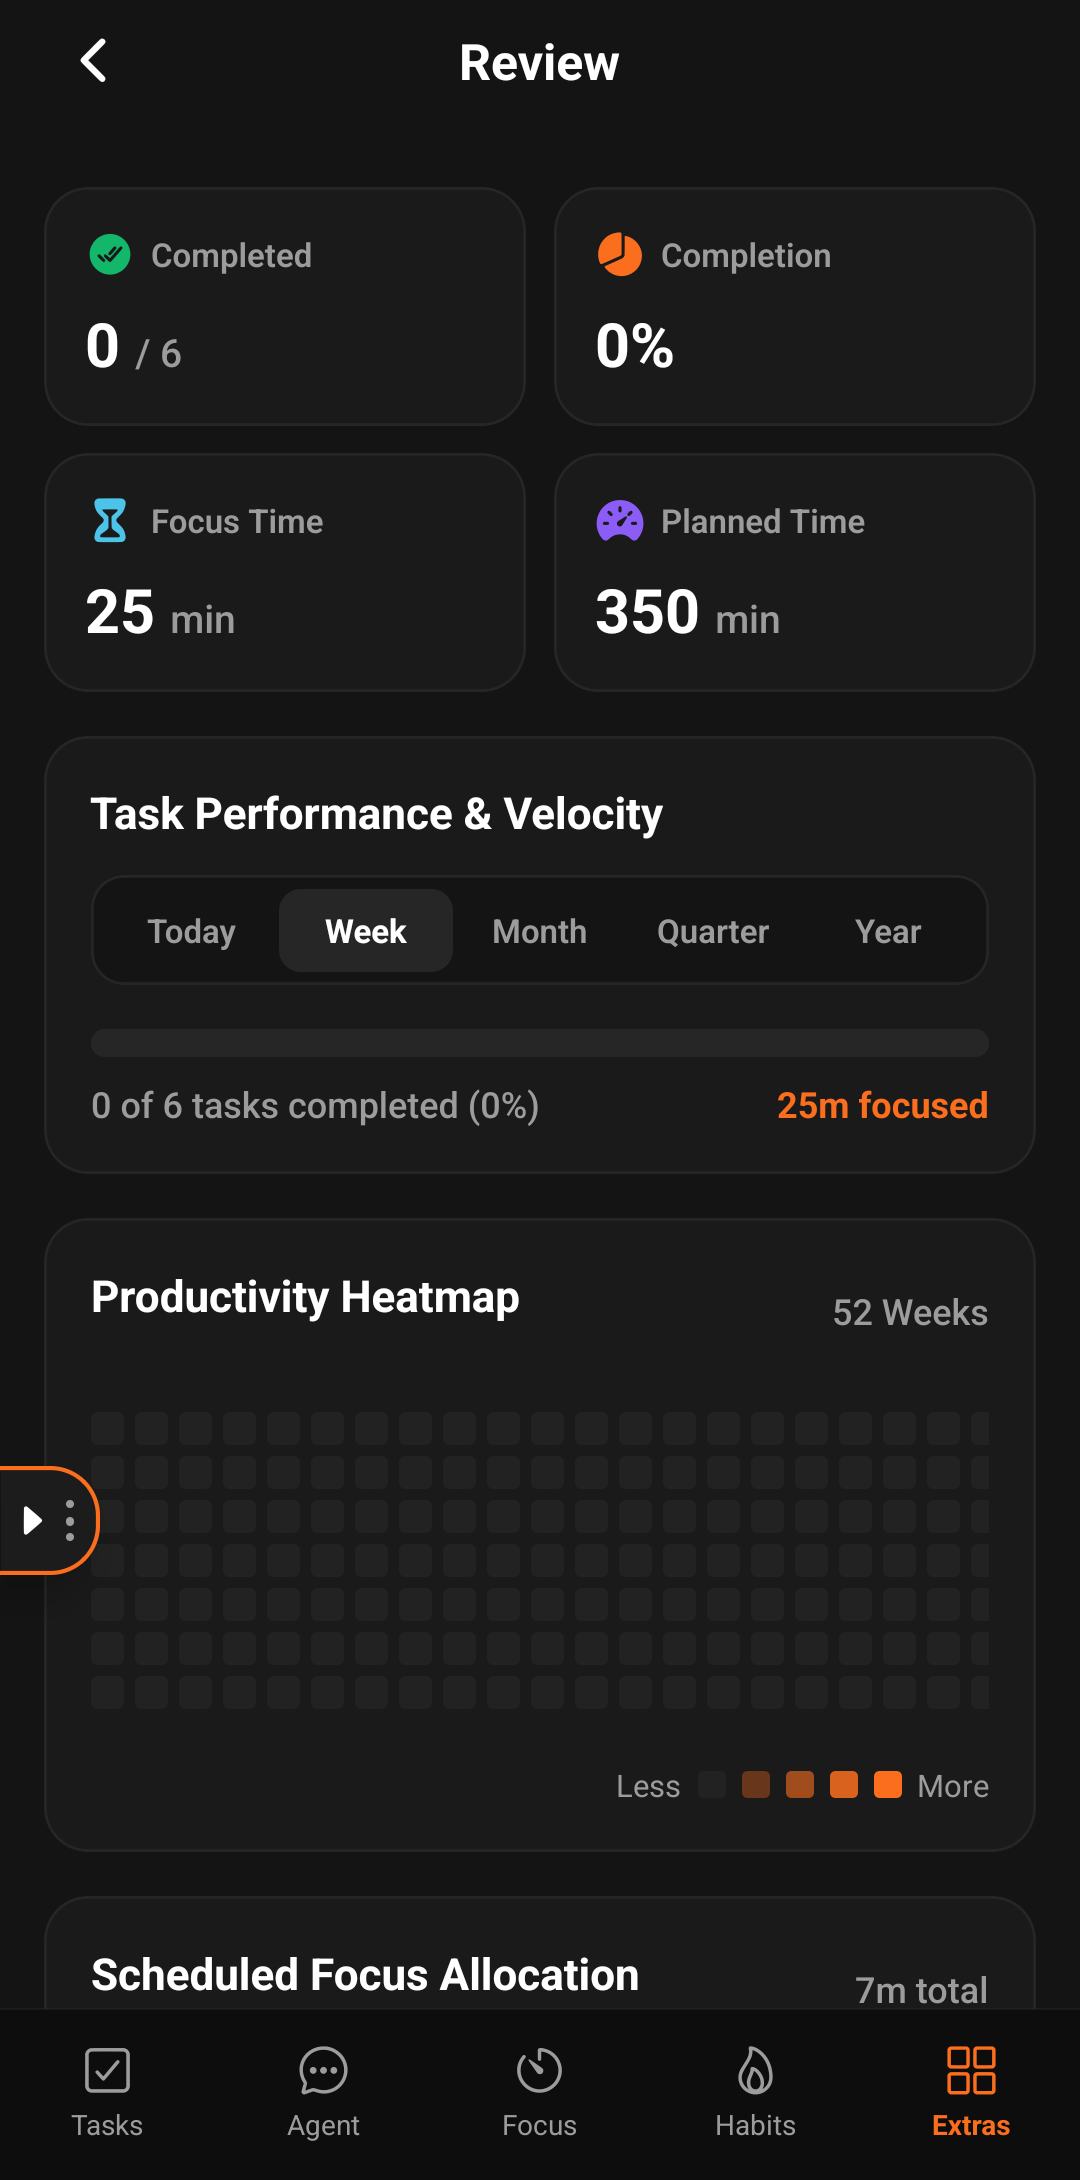 Review
Completed
0 / 6
Completion
0%
Focus Time
25 min
Planned Time
350 min
Task Performance & Velocity
Today Week Month Quarter Year
0 of 6 tasks completed (0%) 25m focused
Productivity Heatmap 52 Weeks
Less More
Scheduled Focus Allocation 7m total
Tasks Agent Focus Habits Extras